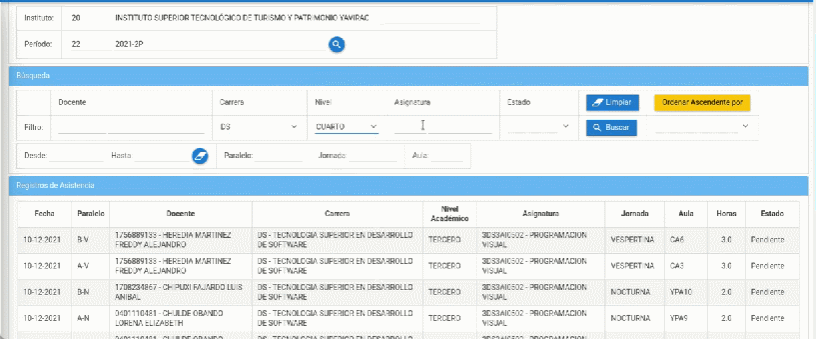 Instituto: 20 INSTITUTO SUPERIOR TECNOLÓGICO DE TURISMO Y PATRIMONIO YAVIRAC
Período: 22 2021-2P
Búsqueda
Docente Carrera Nivel Asignatura Estado Limpiar Ordenar Ascendente por
Filtro: DS CUARTO Buscar
Desde: Hasta Paralelo: Jornada: Aula:
Registros de Asistencia
Fecha Paralelo Docente Carrera Nivel Académico Asignatura Jornada Aula Horas Estado
10-12-2021 B-V 1756889133 - HEREDIA MARTINEZ FREDDY ALEJANDRO DS - TECNOLOGIA SUPERIOR EN DESARROLLO DE SOFTWARE TERCERO 3DS3AI0502 - PROGRAMACION VISUAL VESPERTINA CA6 3.0 Pendiente
10-12-2021 A-V 1756889133 - HEREDIA MARTINEZ FREDDY ALEJANDRO DS - TECNOLOGIA SUPERIOR EN DESARROLLO DE SOFTWARE TERCERO 3DS3AI0502 - PROGRAMACION VISUAL VESPERTINA CA3 3.0 Pendiente
10-12-2021 B-N 1708234867 - CHIPUXI FAJARDO LUIS ANIBAL DS - TECNOLOGIA SUPERIOR EN DESARROLLO DE SOFTWARE TERCERO 3DS3AI0502 - PROGRAMACION VISUAL NOCTURNA YPA10 2.0 Pendiente
10-12-2021 A-N 0401110481 - CHULDE OBANDO LORENA ELIZABETH DS - TECNOLOGIA SUPERIOR EN DESARROLLO DE SOFTWARE TERCERO 3DS3AI0502 - PROGRAMACION VISUAL NOCTURNA YPA9 2.0 Pendiente